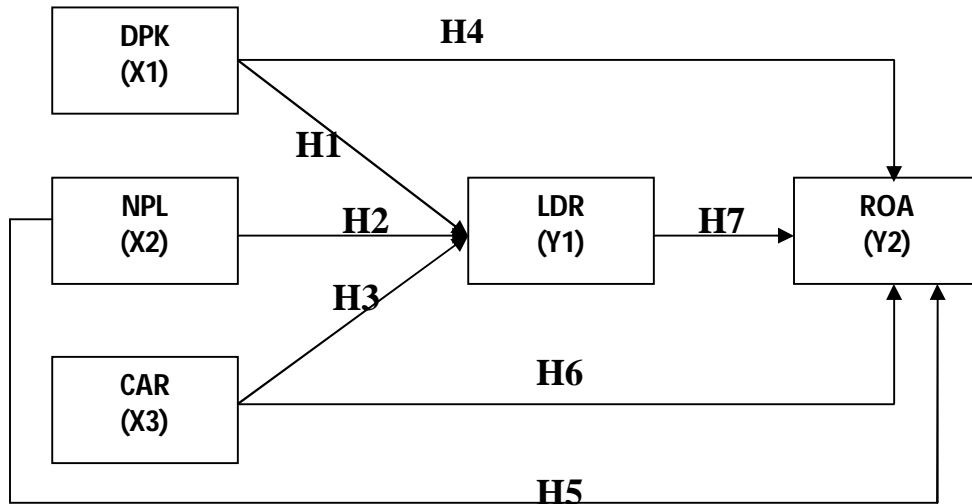 DPK
(X1)
H4
H1
NPL
(X2)
H2
LDR
(Y1)
H7
ROA
(Y2)
H3
CAR
(X3)
H6
H5